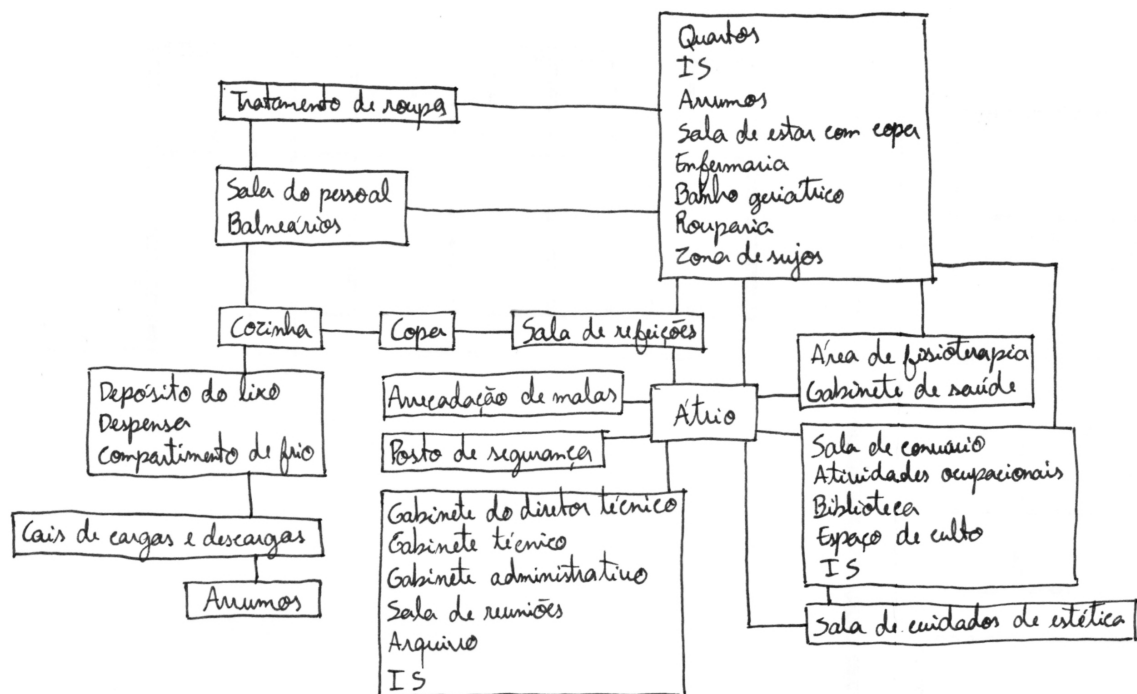 Quartos
IS
Arrumos
Sala de estar com copa
Enfermaria
Banho geriátrico
Rouparia
Zona de sujos
Tratamento de roupa
Sala do pessoal
Balneários
Cozinha
Copa
Sala de refeições
Área de fisioterapia
Gabinete de saúde
Depósito do lixo
Despensa
compartimento de frio
Arrecadação de malas
Átrio
Posto de segurança
Sala de convívio
Atividades ocupacionais
Biblioteca
Espaço de culto
IS
Gabinete do diretor técnico
Gabinete técnico
Gabinete administrativo
Sala de reuniões
Arquivo
IS
Cais de cargas e descargas
Arrumos
Sala de cuidados de estética